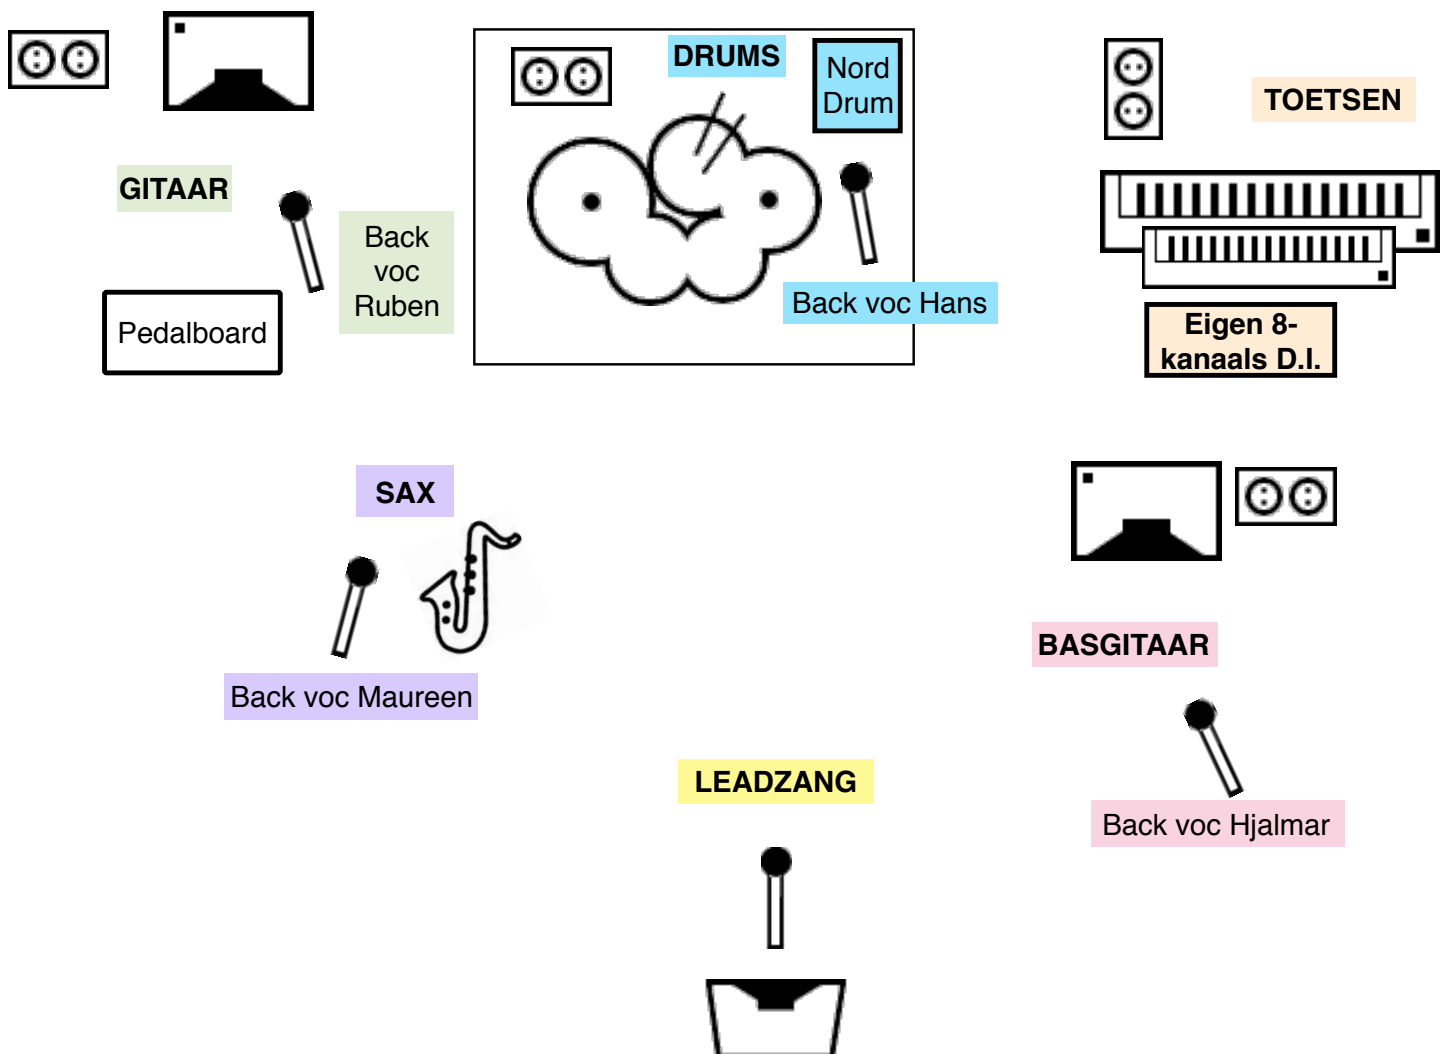 DRUMS
Nord
Drum
TOETSEN
GITAAR
Back
voc
Ruben
Pedalboard
Back voc Hans
Eigen 8-
kanaals D.I.
SAX
Back voc Maureen
BASGITAAR
LEADZANG
Back voc Hjalmar